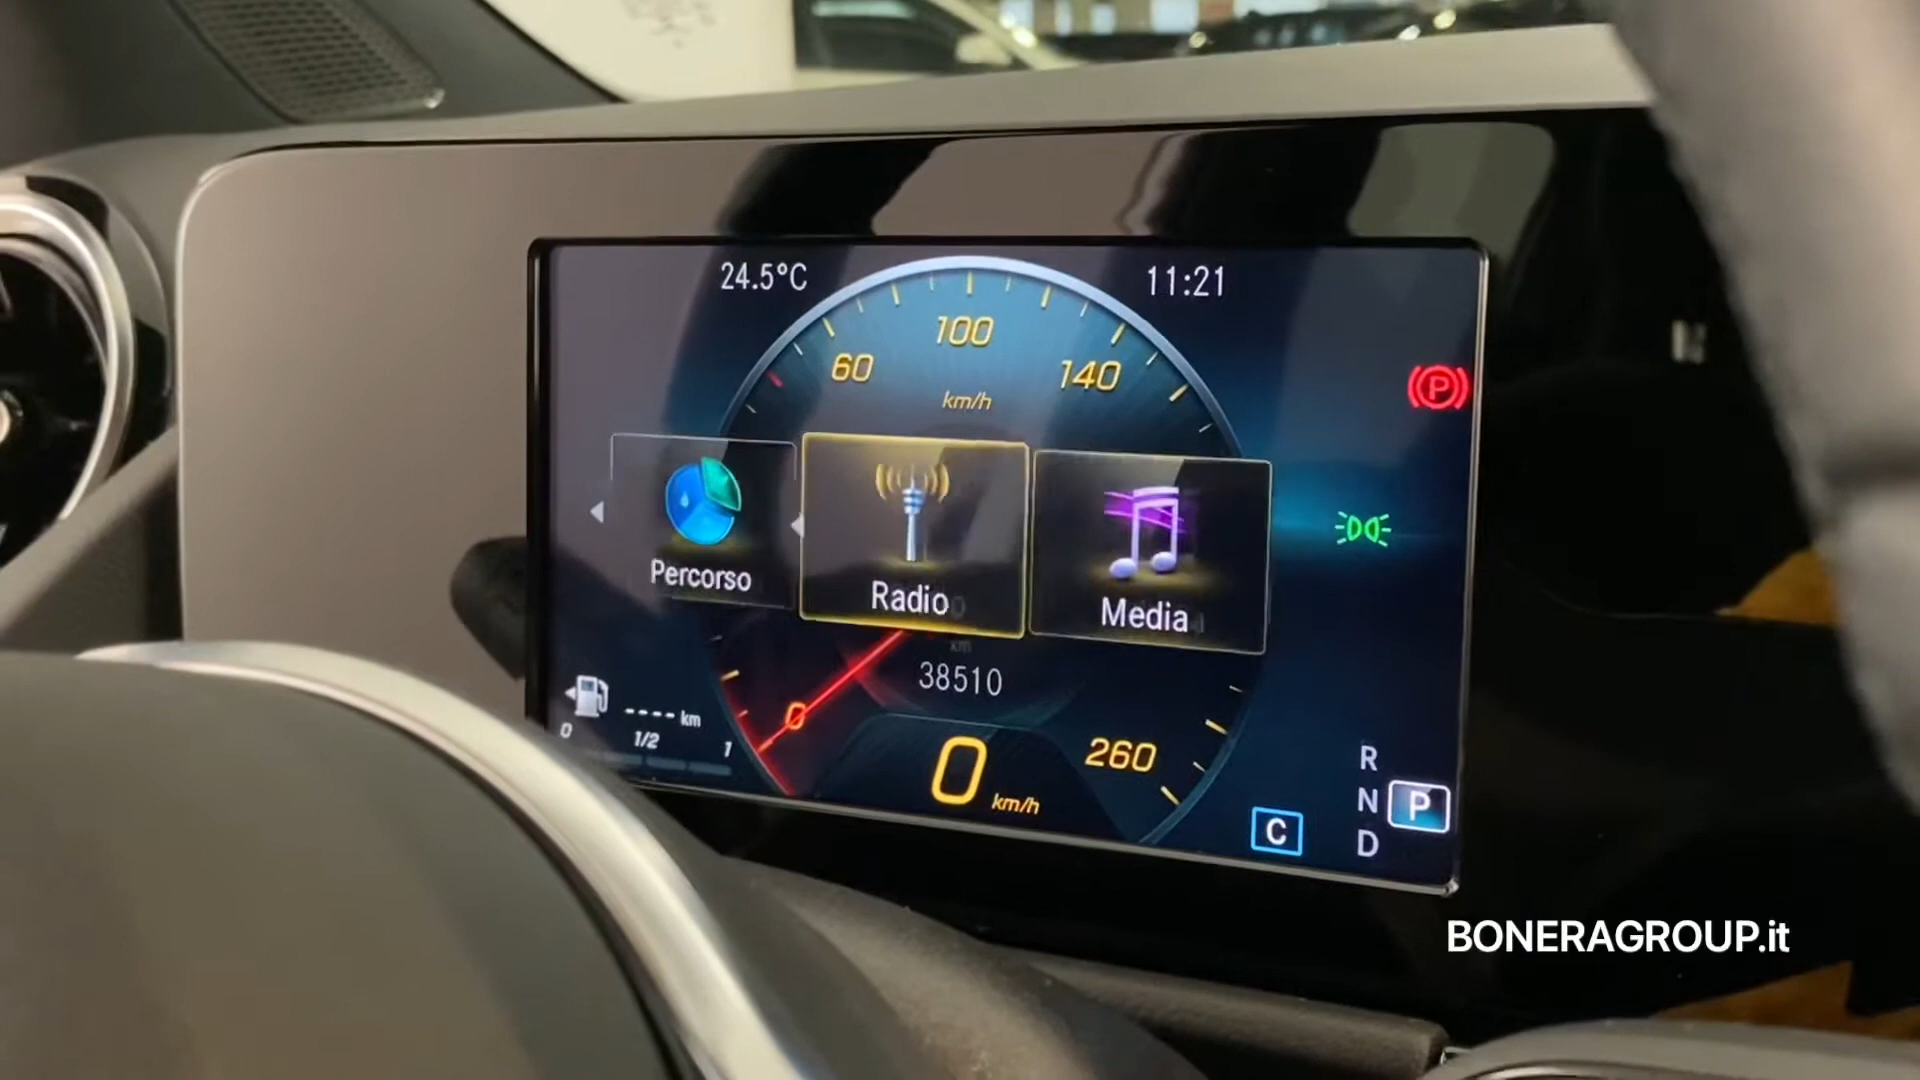 24.5°C
11:21
60
100
140
km/h
Percorso
Radio
Media
38510
0
---- km
0 1/2 1
0 km/h
260
C
R
N
D
P
P
BONERAGROUP.it